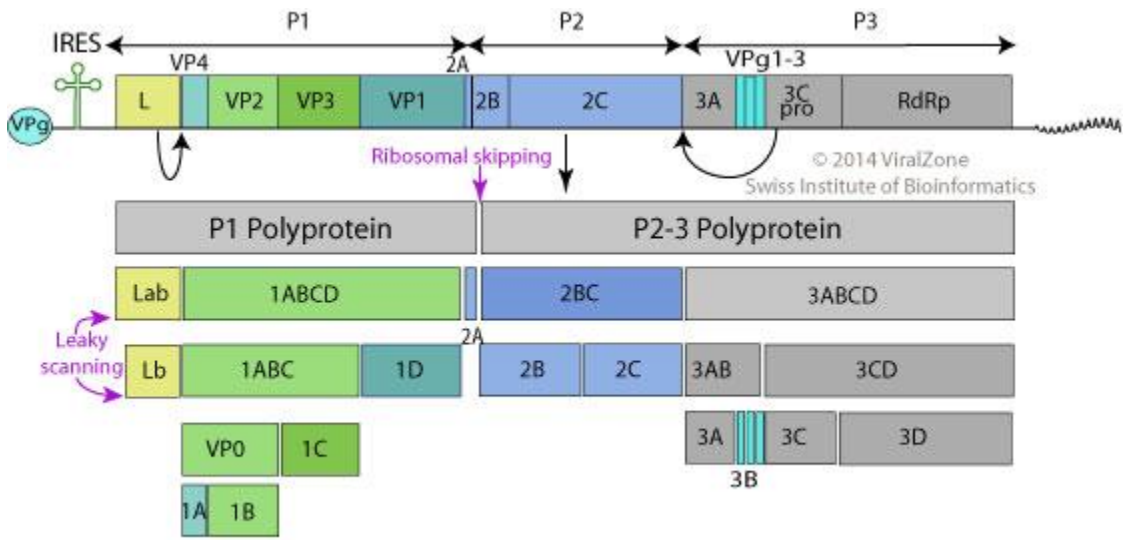 P1 P2 P3
IRES
VP4 2A VPg1-3
L VP2 VP3 VP1 2B 2C 3A 3C pro RdRp
VPg
Ribosomal skipping
© 2014 ViralZone
Swiss Institute of Bioinformatics
P1 Polyprotein P2-3 Polyprotein
Lab 1ABCD 2BC 3ABCD
2A
Leaky
scanning
Lb 1ABC 1D 2B 2C 3AB 3CD
VP0 1C 3A 3C 3D
3B
1A 1B